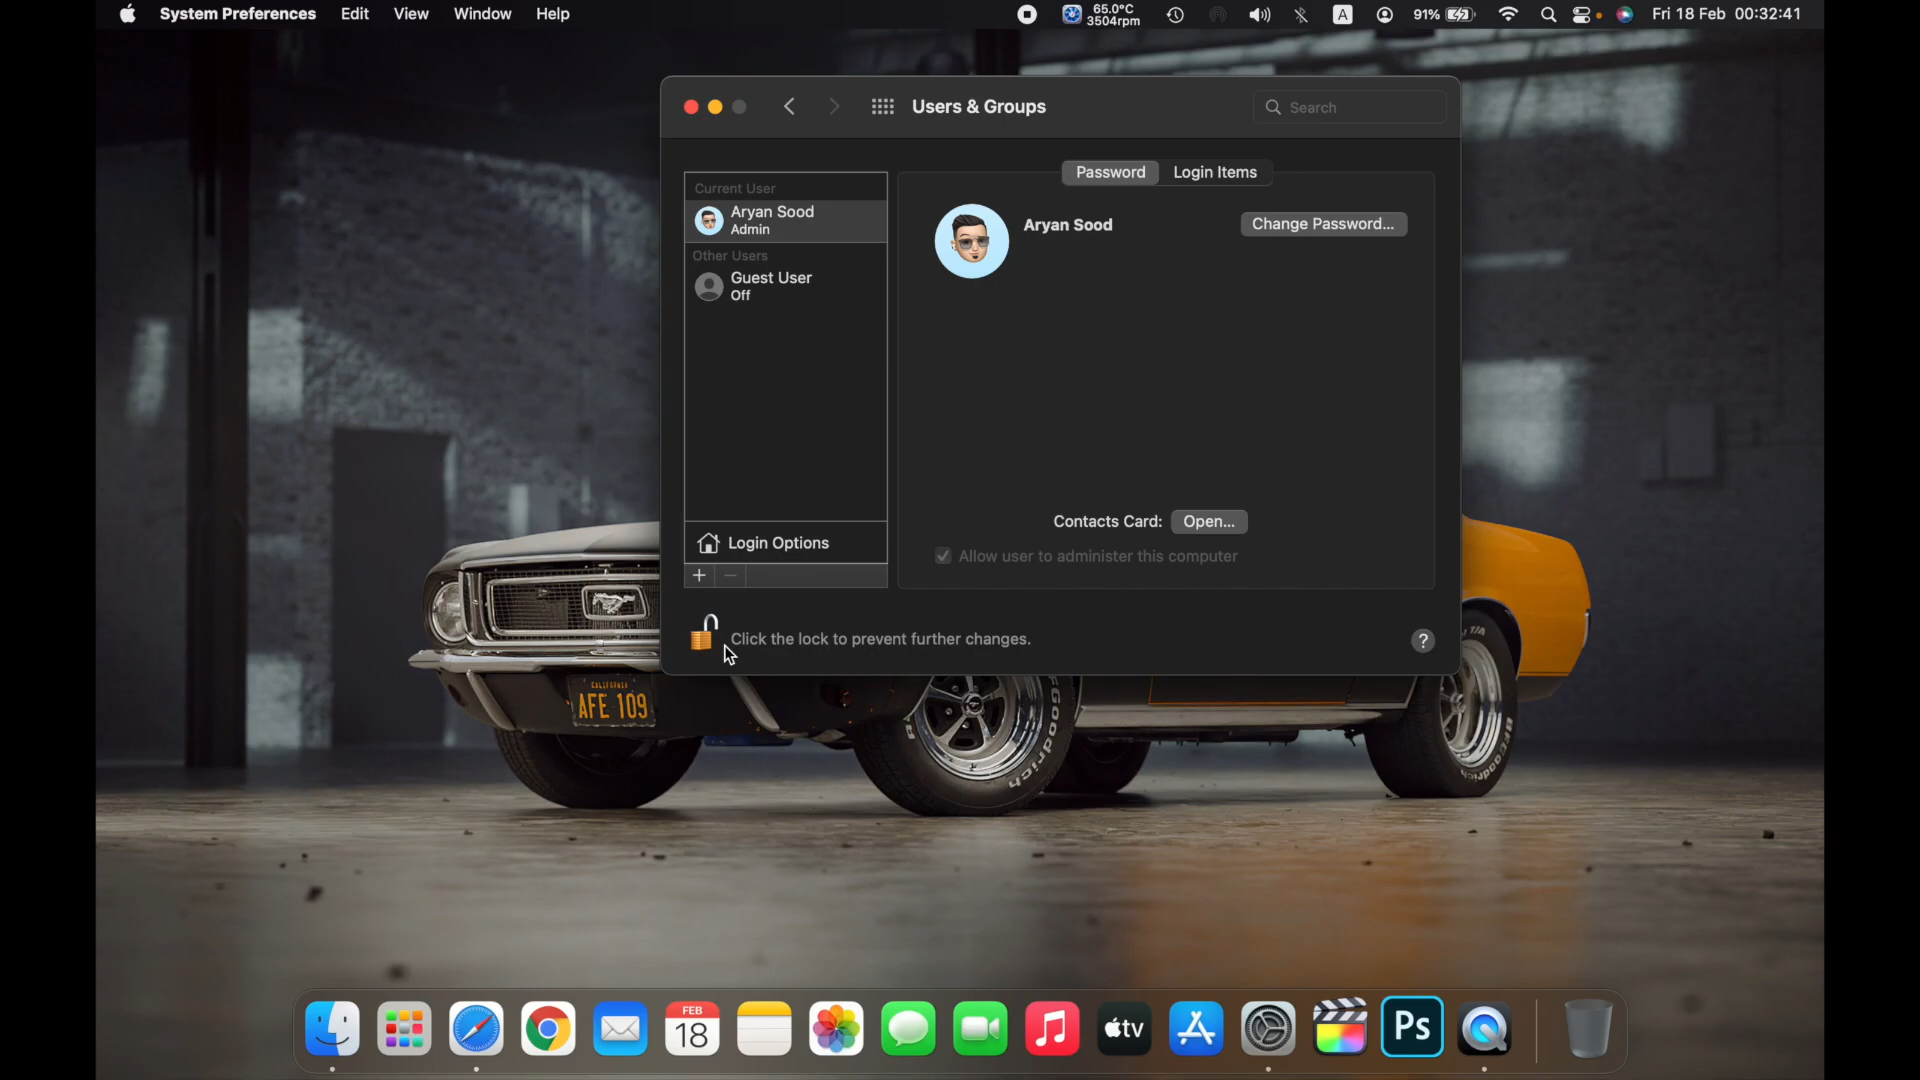 System Preferences Edit View Window Help
65.0°C
3504rpm
A
91%
Fri 18 Feb 00:32:41
Users & Groups
Search
Password Login Items
Current User
Aryan Sood
Admin
Other Users
Guest User
Off
Aryan Sood
Change Password...
Contacts Card: Open...
Allow user to administer this computer
Login Options
+ −
Click the lock to prevent further changes.
?
CALIFORNIA
AFE 109
BFGoodrich
T/A
BFGoodrich
FEB
18
tv
Ps